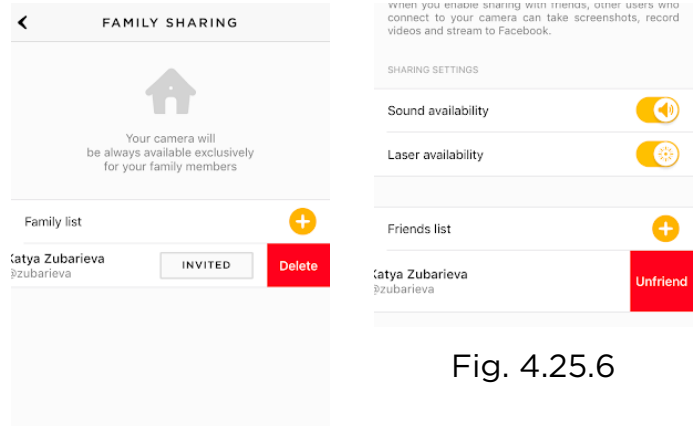 FAMILY SHARING
Your camera will
be always available exclusively
for your family members
Family list
Katya Zubarieva
@zubarieva
INVITED
Delete
When you enable sharing with friends, other users who
connect to your camera can take screenshots, record
videos and stream to Facebook.
SHARING SETTINGS
Sound availability
Laser availability
Friends list
Katya Zubarieva
@zubarieva
Unfriend
Fig. 4.25.6